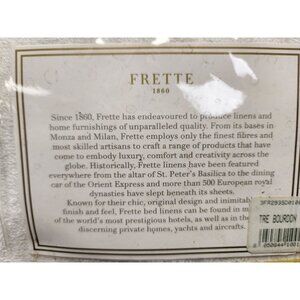 FRETTE
1860
Since 1860, Frette has endeavoured to produce linens and
home furnishings of unparalleled quality. From its bases in
Monza and Milan, Frette employs only the finest fibres and
most skilled artisans to craft a range of products that have
come to embody luxury, comfort and creativity across the
globe. Historically, Frette linens have been featured
everywhere from the altar of St. Peter's Basilica to the dining
car of the Orient Express and more than 500 European royal
dynasties have slept beneath its sheets.
Known for their chic, original design and inimitable
finish and feel, Frette bed linens can be found in
of the world's most prestigious hotels, as well as in the
discerning private homes, yachts and aircrafts.
TRE BOURDON